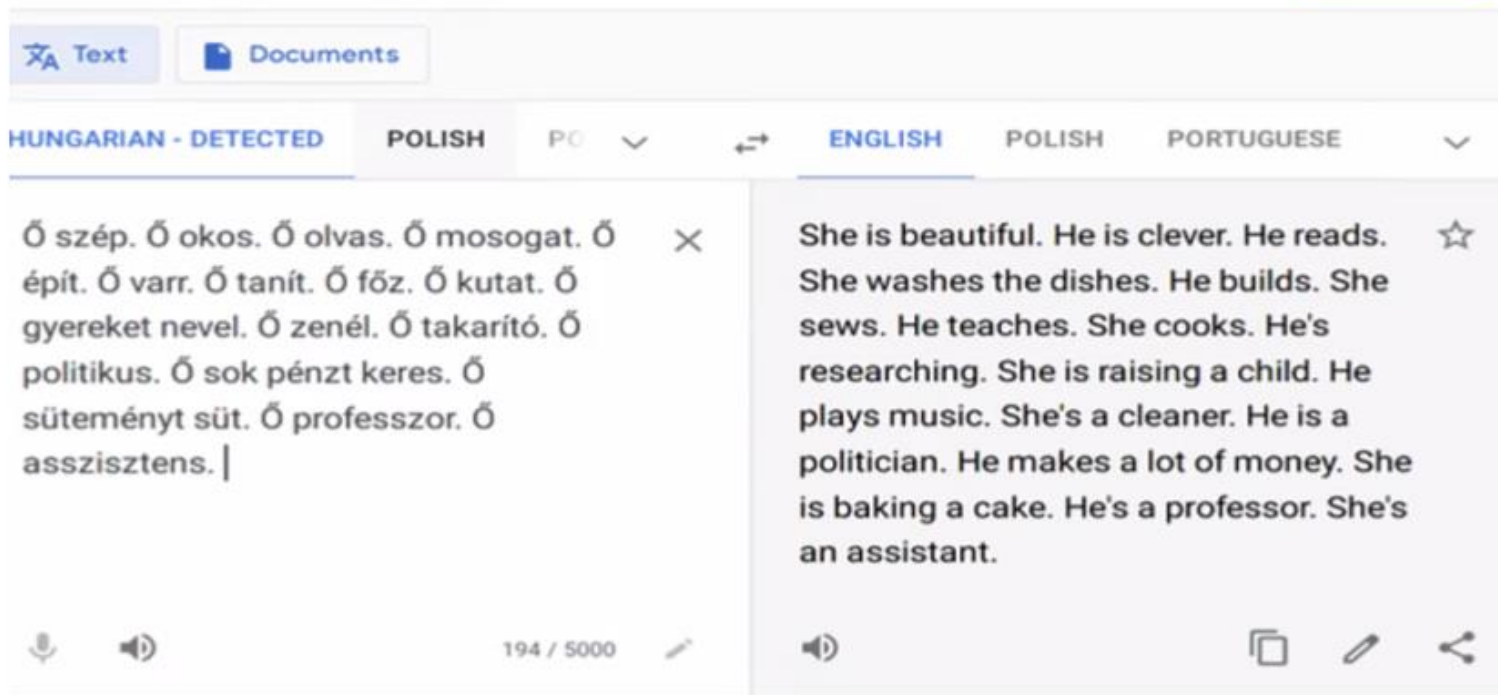 Text
Documents
HUNGARIAN - DETECTED
POLISH
PO
ENGLISH
POLISH
PORTUGUESE
Ő szép. Ő okos. Ő olvas. Ő mosogat. Ő
épít. Ő varr. Ő tanít. Ő főz. Ő kutat. Ő
gyereket nevel. Ő zenél. Ő takarító. Ő
politikus. Ő sok pénzt keres. Ő
süteményt süt. Ő professzor. Ő
asszisztens.
194 / 5000
She is beautiful. He is clever. He reads.
She washes the dishes. He builds. She
sews. He teaches. She cooks. He's
researching. She is raising a child. He
plays music. She's a cleaner. He is a
politician. He makes a lot of money. She
is baking a cake. He's a professor. She's
an assistant.